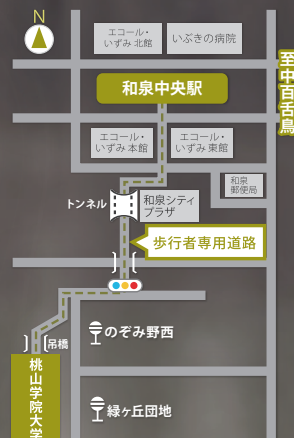 N
エコール・
いずみ 北館
いぶきの病院
至中百舌鳥
和泉中央駅
エコール・
いずみ 本館
エコール・
いずみ 東館
和泉
郵便局
トンネル
和泉シティ
プラザ
歩行者専用道路
のぞみ野西
吊橋
桃山学院大学
緑ヶ丘団地